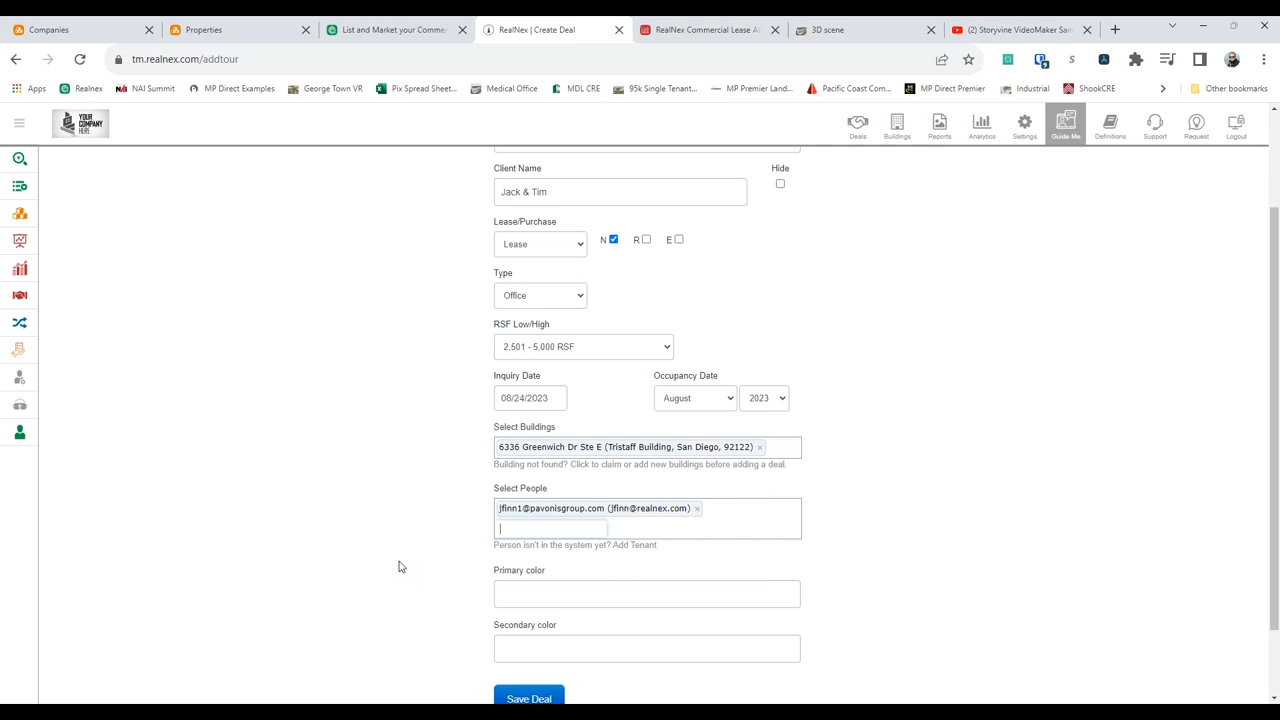 Companies
Properties
List and Market your Comme
RealNex | Create Deal
RealNex Commercial Lease A
3D scene
(2) Storyvine VideoMaker Sam
tm.realnex.com/addtour
Apps
Realnex
NAI Summit
MP Direct Examples
George Town VR
Pix Spread Sheet...
Medical Office
MDL CRE
95k Single Tenant...
MP Premier Land...
Pacific Coast Com...
MP Direct Premier
Industrial
ShookCRE
Other bookmarks
YOUR COMPANY HERE
Deals
Buildings
Reports
Analytics
Settings
Guide Me
Definitions
Support
Request
Logout
Client Name
Hide
Jack & Tim
Lease/Purchase
Lease
N
R
E
Type
Office
RSF Low/High
2,501 - 5,000 RSF
Inquiry Date
Occupancy Date
08/24/2023
August
2023
Select Buildings
6336 Greenwich Dr Ste E (Tristaff Building, San Diego, 92122) ×
Building not found? Click to claim or add new buildings before adding a deal.
Select People
jfinn1@pavonisgroup.com (jfinn@realnex.com) ×
Person isn't in the system yet? Add Tenant
Primary color
Secondary color
Save Deal